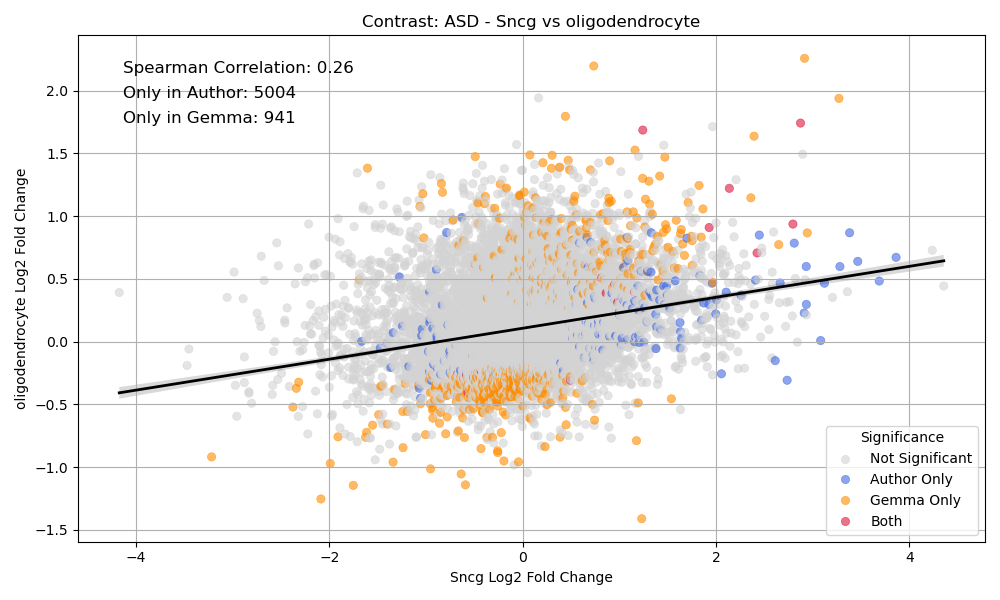 Contrast: ASD - Sncg vs oligodendrocyte
Spearman Correlation: 0.26
Only in Author: 5004
Only in Gemma: 941
oligodendrocyte Log2 Fold Change
2.0
1.5
1.0
0.5
0.0
−0.5
−1.0
−1.5
Significance
Not Significant
Author Only
Gemma Only
Both
−4
−2
0
2
4
Sncg Log2 Fold Change